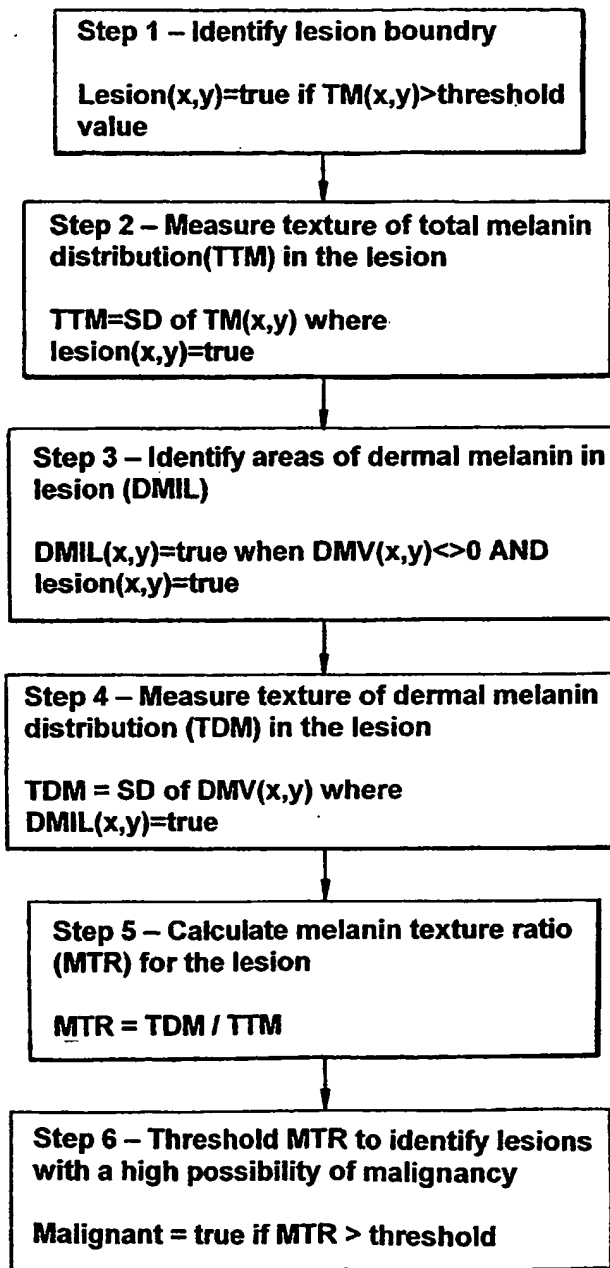 Step 1 – Identify lesion boundry
Lesion(x,y)=true if TM(x,y)>threshold
value
Step 2 – Measure texture of total melanin
distribution(TTM) in the lesion
TTM=SD of TM(x,y) where
lesion(x,y)=true
Step 3 – Identify areas of dermal melanin in
lesion (DMIL)
DMIL(x,y)=true when DMV(x,y)<>0 AND
lesion(x,y)=true
Step 4 – Measure texture of dermal melanin
distribution (TDM) in the lesion
TDM = SD of DMV(x,y) where
DMIL(x,y)=true
Step 5 – Calculate melanin texture ratio
(MTR) for the lesion
MTR = TDM / TTM
Step 6 – Threshold MTR to identify lesions
with a high possibility of malignancy
Malignant = true if MTR > threshold